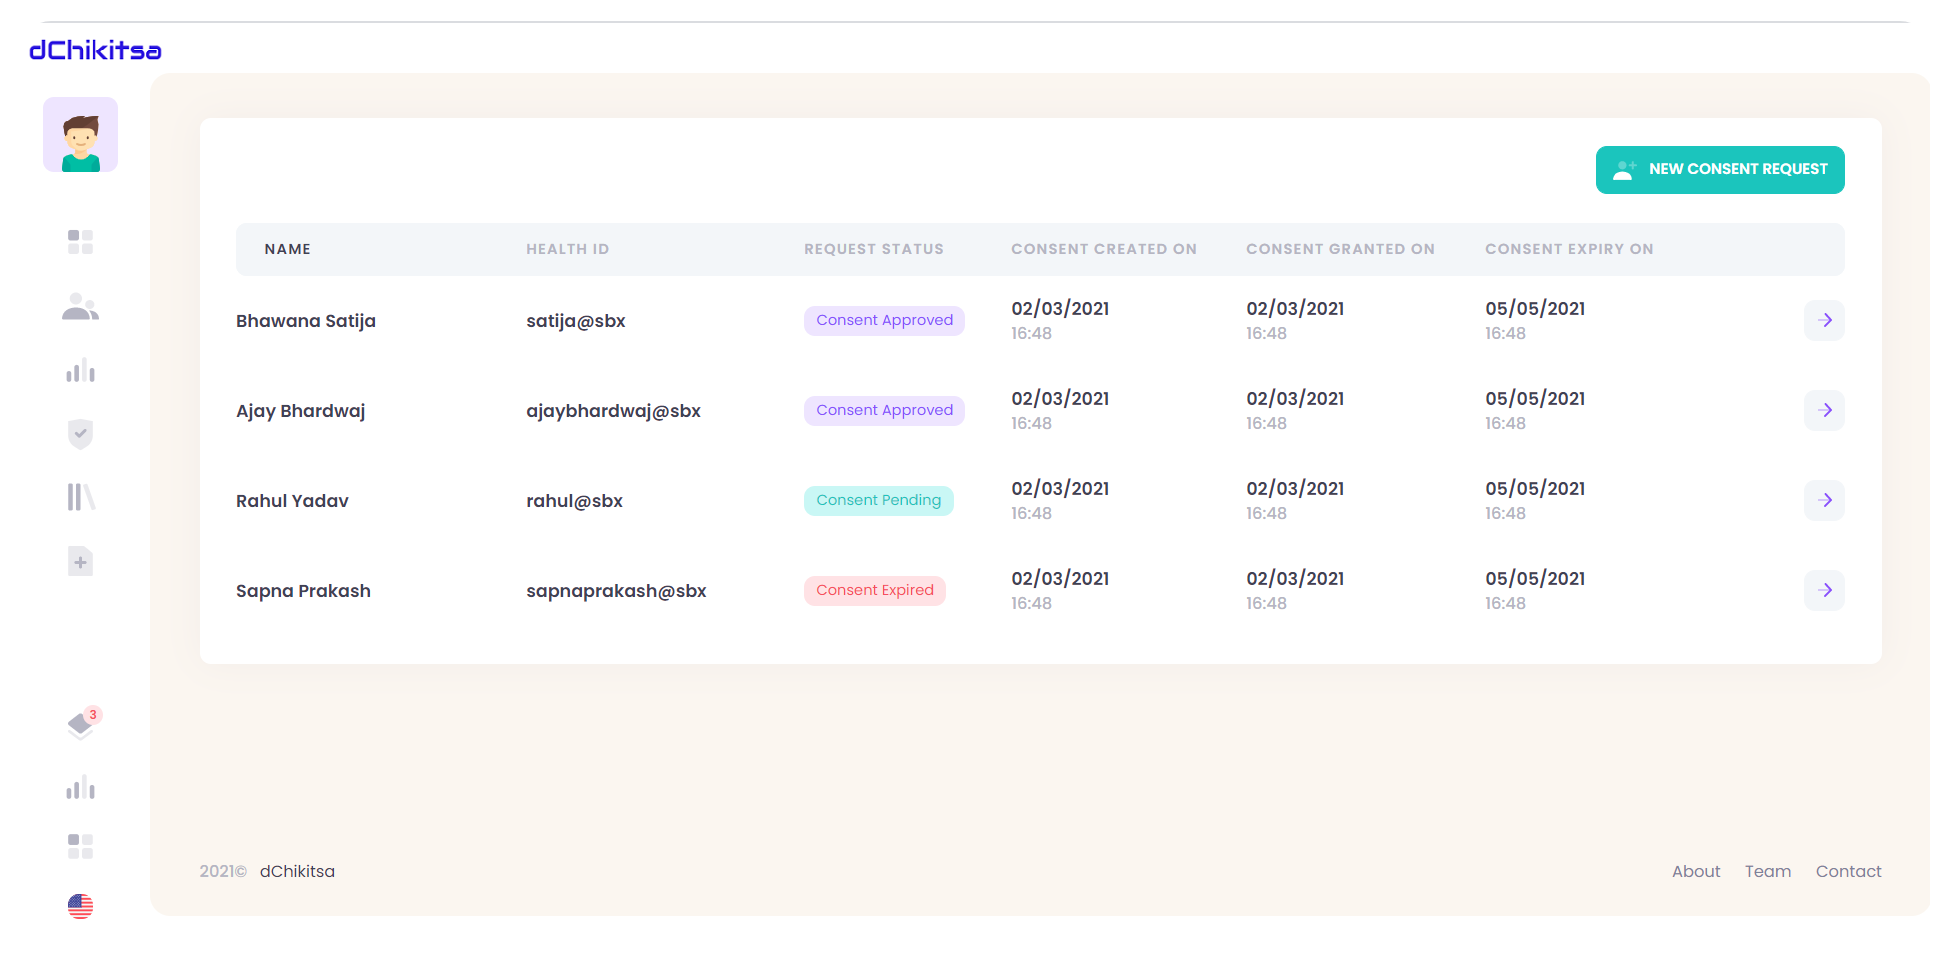 dChikitsa
NEW CONSENT REQUEST
NAME HEALTH ID REQUEST STATUS CONSENT CREATED ON CONSENT GRANTED ON CONSENT EXPIRY ON
Bhawana Satija satija@sbx Consent Approved 02/03/2021 02/03/2021 05/05/2021
16:48 16:48 16:48
Ajay Bhardwaj ajaybhardwaj@sbx Consent Approved 02/03/2021 02/03/2021 05/05/2021
16:48 16:48 16:48
Rahul Yadav rahul@sbx Consent Pending 02/03/2021 02/03/2021 05/05/2021
16:48 16:48 16:48
Sapna Prakash sapnaprakash@sbx Consent Expired 02/03/2021 02/03/2021 05/05/2021
16:48 16:48 16:48
3
2021© dChikitsa About Team Contact